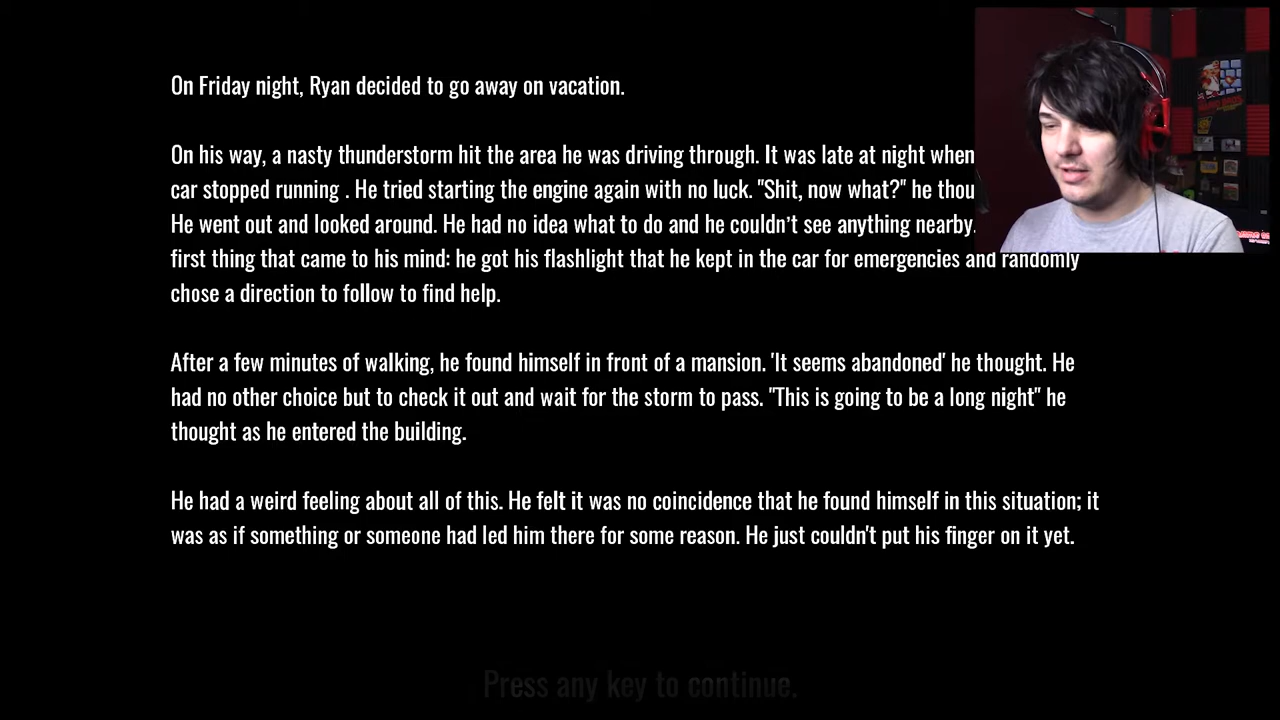 On Friday night, Ryan decided to go away on vacation.
On his way, a nasty thunderstorm hit the area he was driving through. It was late at night when
car stopped running . He tried starting the engine again with no luck. "Shit, now what?" he thou
He went out and looked around. He had no idea what to do and he couldn't see anything nearby.
first thing that came to his mind: he got his flashlight that he kept in the car for emergencies and randomly
chose a direction to follow to find help.
After a few minutes of walking, he found himself in front of a mansion. 'It seems abandoned' he thought. He
had no other choice but to check it out and wait for the storm to pass. "This is going to be a long night" he
thought as he entered the building.
He had a weird feeling about all of this. He felt it was no coincidence that he found himself in this situation; it
was as if something or someone had led him there for some reason. He just couldn't put his finger on it yet.
Press any key to continue.